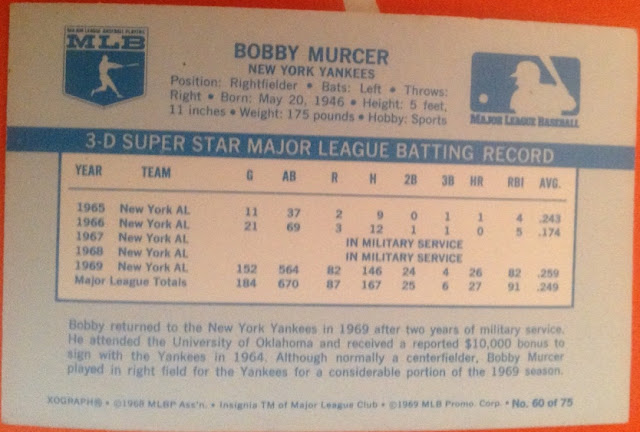 MAJOR LEAGUE BASEBALL PLAYERS
MLB
BOBBY MURCER
NEW YORK YANKEES
Position: Rightfielder • Bats: Left • Throws:
Right • Born: May 20, 1946 • Height: 5 feet,
11 inches • Weight: 175 pounds • Hobby: Sports
MAJOR LEAGUE BASEBALL
3-D SUPER STAR MAJOR LEAGUE BATTING RECORD
YEAR TEAM G AB R H 2B 3B HR RBI AVG.
1965 New York AL 11 37 2 9 0 1 1 4 .243
1966 New York AL 21 69 3 12 1 1 0 5 .174
1967 New York AL IN MILITARY SERVICE
1968 New York AL IN MILITARY SERVICE
1969 New York AL 152 564 82 146 24 4 26 82 .259
Major League Totals 184 670 87 167 25 6 27 91 .249
Bobby returned to the New York Yankees in 1969 after two years of military service.
He attended the University of Oklahoma and received a reported $10,000 bonus to
sign with the Yankees in 1964. Although normally a centerfielder, Bobby Murcer
played in right field for the Yankees for a considerable portion of the 1969 season.
XOGRAPH® • ©1968 MLBP Ass'n. • Insignia TM of Major League Club • ©1969 MLB Promo. Corp. • No. 60 of 75